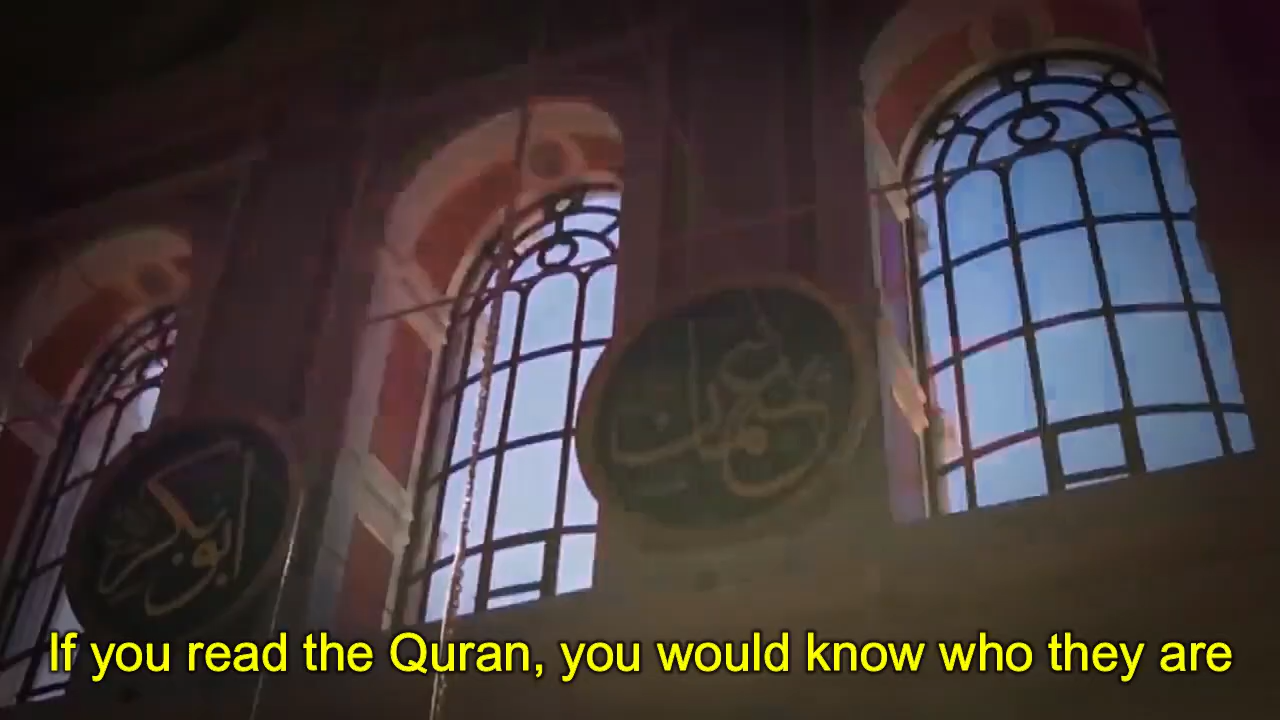 ابو بكر
If you read the Quran, you would know who they are